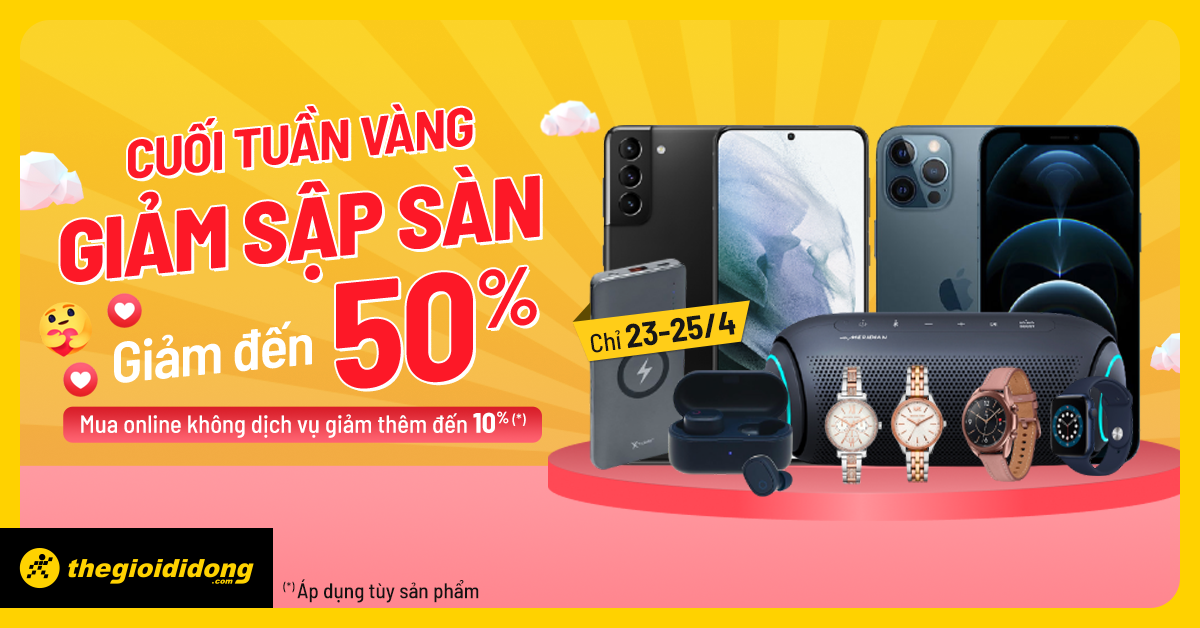 CUỐI TUẦN VÀNG
GIẢM SẬP SÀN
Giảm đến 50%
Mua online không dịch vụ giảm thêm đến 10% (*)
Chỉ 23-25/4
thegioididong
.com
(*) Áp dụng tùy sản phẩm